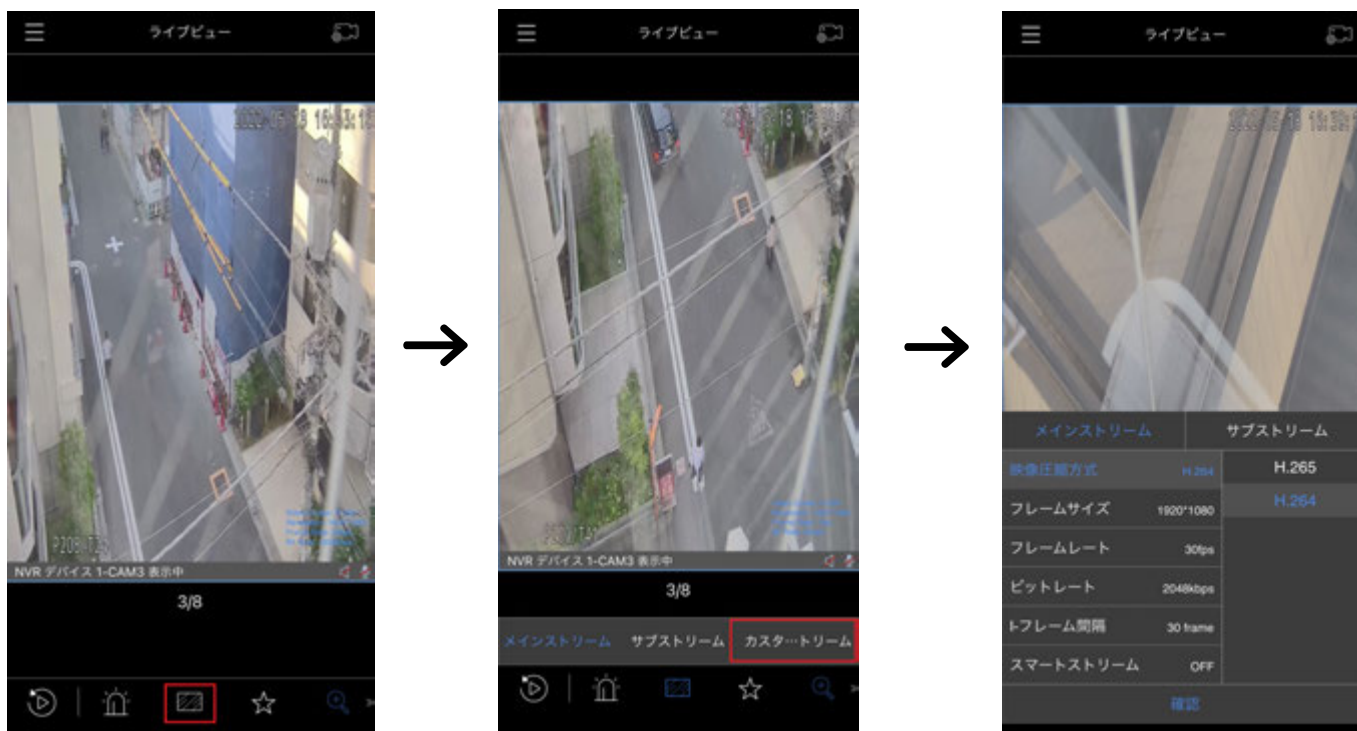 ライブビュー
NVR デバイス 1-CAM3 表示中
3/8
ライブビュー
NVR デバイス 1-CAM3 表示中
3/8
メインストリーム サブストリーム カスタ…トリーム
ライブビュー
メインストリーム サブストリーム
映像圧縮方式 H.264 H.265
フレームサイズ 1920*1080 H.264
フレームレート 30fps
ビットレート 2048kbps
I-フレーム間隔 30 frame
スマートストリーム OFF
確認